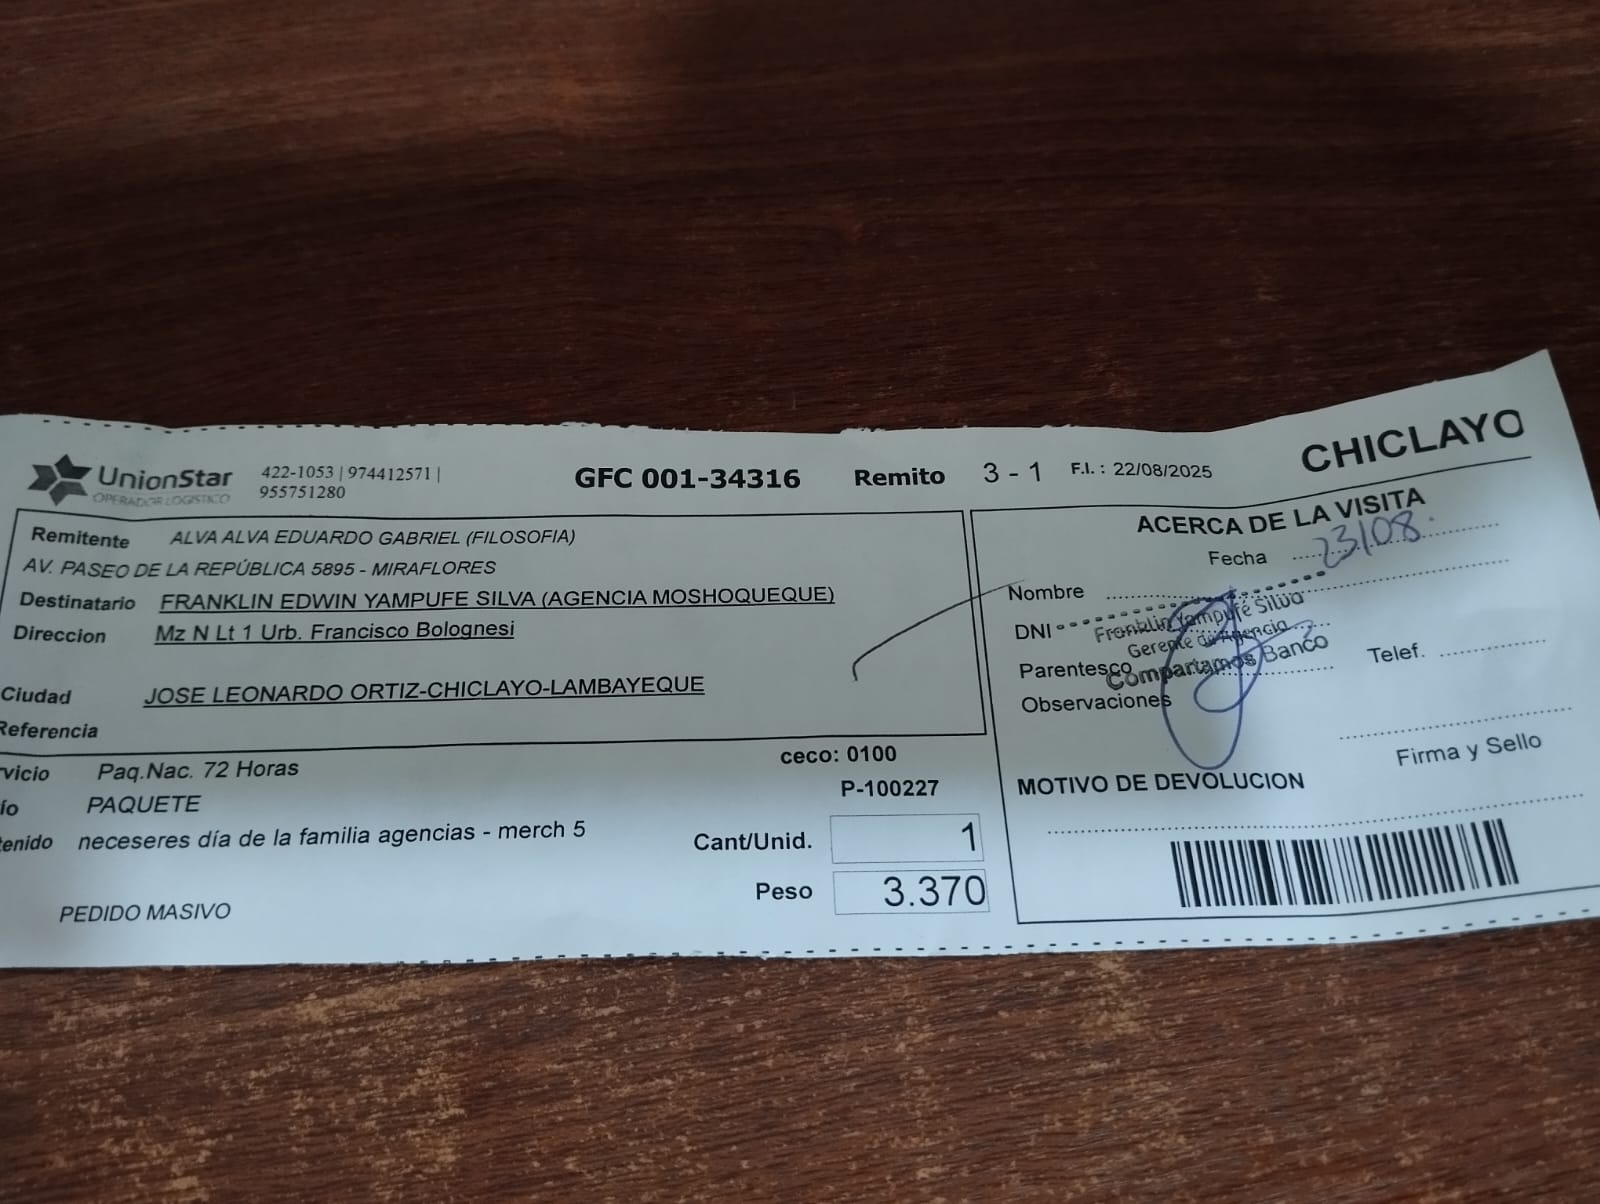 UnionStar
OPERADOR LOGISTICO
422-1053 | 974412571 |
955751280
GFC 001-34316
Remito 3 - 1
F.I. : 22/08/2025
CHICLAYO
Remitente ALVA ALVA EDUARDO GABRIEL (FILOSOFIA)
AV. PASEO DE LA REPÚBLICA 5895 - MIRAFLORES
Destinatario FRANKLIN EDWIN YAMPUFE SILVA (AGENCIA MOSHOQUEQUE)
Direccion Mz N Lt 1 Urb. Francisco Bolognesi
Ciudad JOSE LEONARDO ORTIZ-CHICLAYO-LAMBAYEQUE
Referencia
rvicio Paq.Nac. 72 Horas
ío PAQUETE
tenido neceseres día de la familia agencias - merch 5
PEDIDO MASIVO
ceco: 0100
P-100227
Cant/Unid. 1
Peso 3.370
ACERCA DE LA VISITA
Fecha 23/08.
Nombre
DNI
Franklin Yampufé Silva
Gerente de Agencia
Compartamos Banco
Parentesco
Telef.
Observaciones
Firma y Sello
MOTIVO DE DEVOLUCION